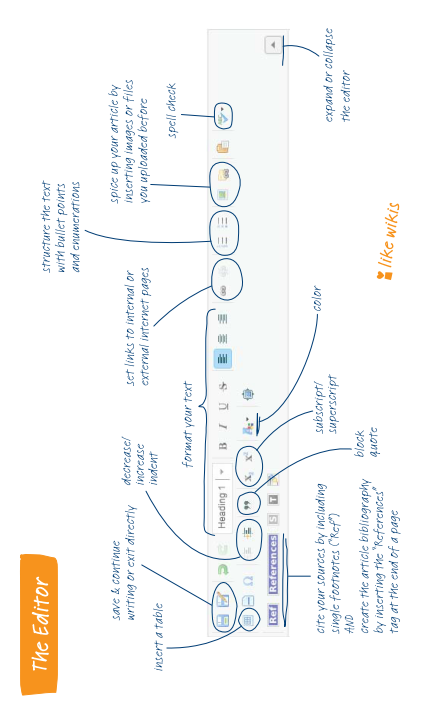 The Editor
save & continue
writing or exit directly
insert a table
decrease/
increase
indent
format your text
set links to internal or
external internet pages
structure the text
with bullet points
and enumerations
spice up your article by
inserting images or files
you uploaded before
spell check
Heading 1
B I U S
Ω
X₂ X²
Ref References
S T
cite your sources by including
single footnotes ("Ref")
AND
create the article bibliography
by inserting the "References"
tag at the end of a page
block
quote
subscript/
superscript
color
expand or collapse
the editor
like wikis